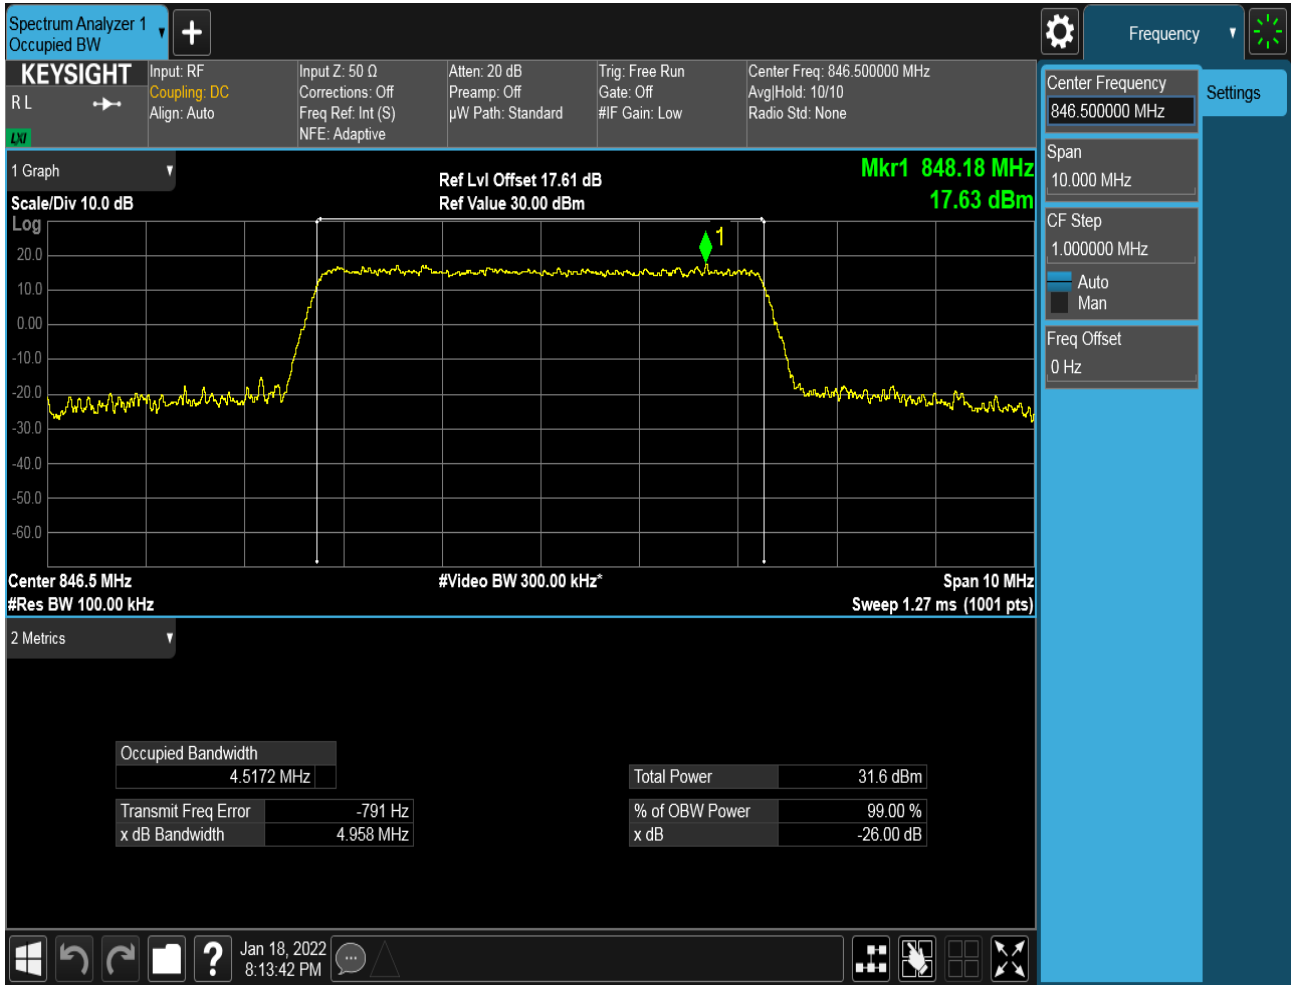 Spectrum Analyzer 1
Occupied BW
Frequency
KEYSIGHT
R L
LXI
Input: RF
Coupling: DC
Align: Auto
Input Z: 50 Ω
Corrections: Off
Freq Ref: Int (S)
NFE: Adaptive
Atten: 20 dB
Preamp: Off
µW Path: Standard
Trig: Free Run
Gate: Off
#IF Gain: Low
Center Freq: 846.500000 MHz
Avg|Hold: 10/10
Radio Std: None
Center Frequency
846.500000 MHz
Settings
Span
10.000 MHz
CF Step
1.000000 MHz
Auto
Man
Freq Offset
0 Hz
1 Graph
Scale/Div 10.0 dB
Log
Ref Lvl Offset 17.61 dB
Ref Value 30.00 dBm
Mkr1 848.18 MHz
17.63 dBm
1
20.0
10.0
0.00
-10.0
-20.0
-30.0
-40.0
-50.0
-60.0
Center 846.5 MHz
#Res BW 100.00 kHz
#Video BW 300.00 kHz*
Span 10 MHz
Sweep 1.27 ms (1001 pts)
2 Metrics
Occupied Bandwidth
4.5172 MHz
Transmit Freq Error -791 Hz
x dB Bandwidth 4.958 MHz
Total Power 31.6 dBm
% of OBW Power 99.00 %
x dB -26.00 dB
?
Jan 18, 2022
8:13:42 PM